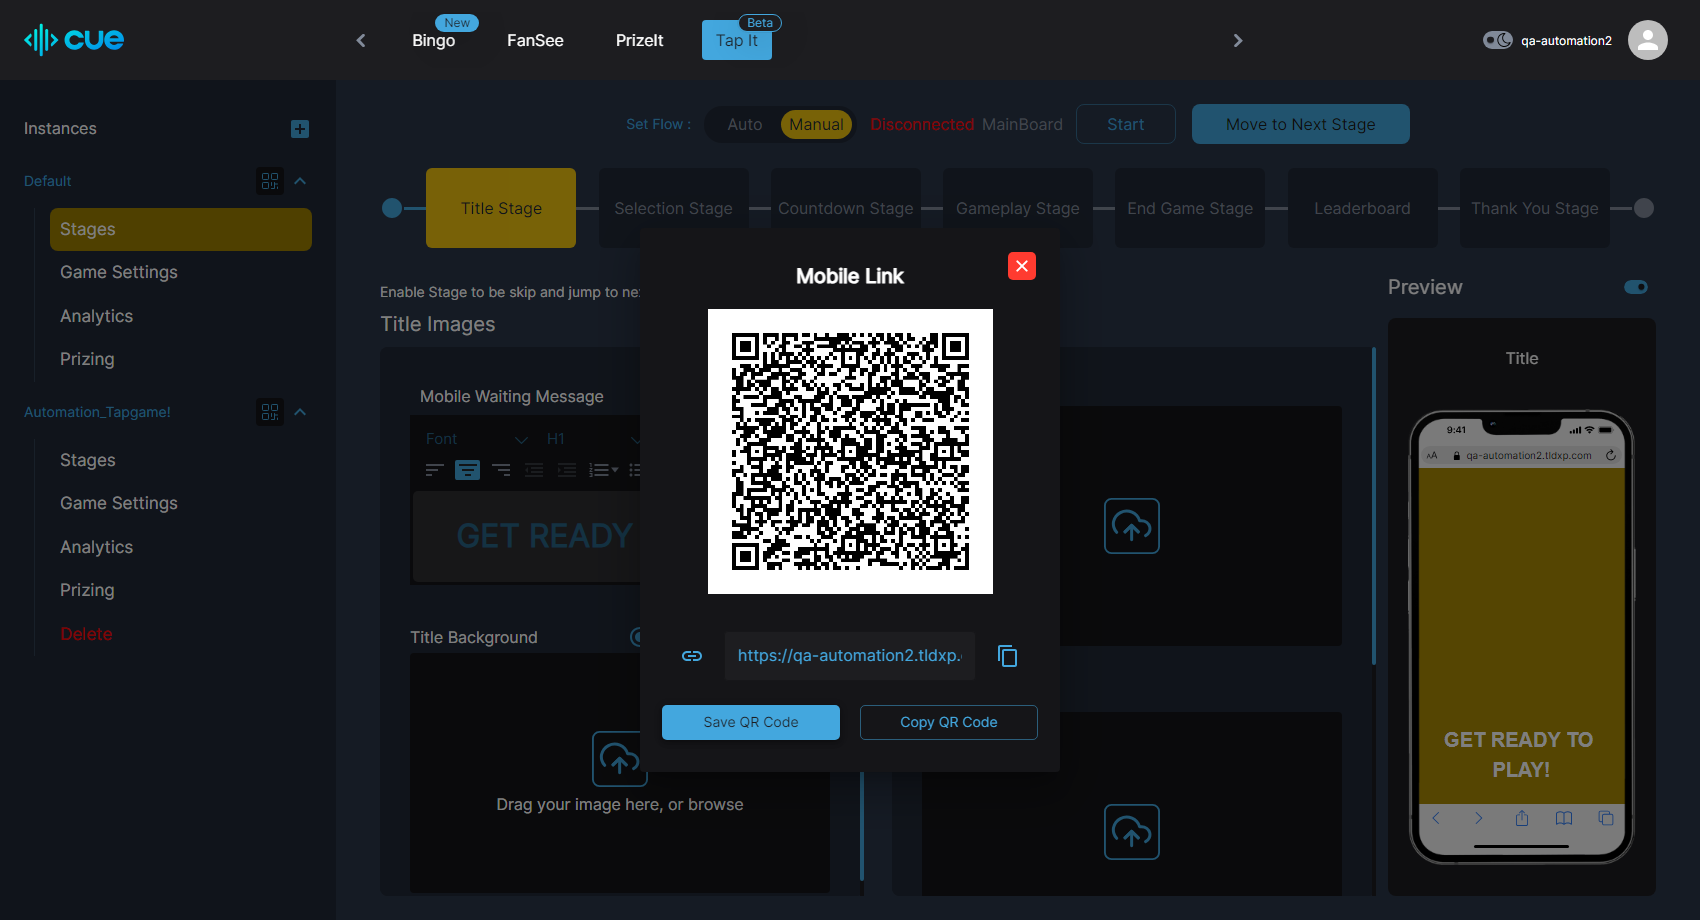 cue
New
Bingo
FanSee
PrizeIt
Beta
Tap It
qa-automation2
Instances
Set Flow :
Auto
Manual
Disconnected
MainBoard
Start
Move to Next Stage
Default
Stages
Game Settings
Analytics
Prizing
Automation_Tapgame!
Stages
Game Settings
Analytics
Prizing
Delete
Title Stage
Selection Stage
Countdown Stage
Gameplay Stage
End Game Stage
Leaderboard
Thank You Stage
Enable Stage to be skip and jump to ne
Title Images
Mobile Waiting Message
Font
H1
GET READY
Title Background
Drag your image here, or browse
Mobile Link
https://qa-automation2.tldxp.
Save QR Code
Copy QR Code
Preview
Title
9:41
AA
qa-automation2.tldxp.com
GET READY TO
PLAY!